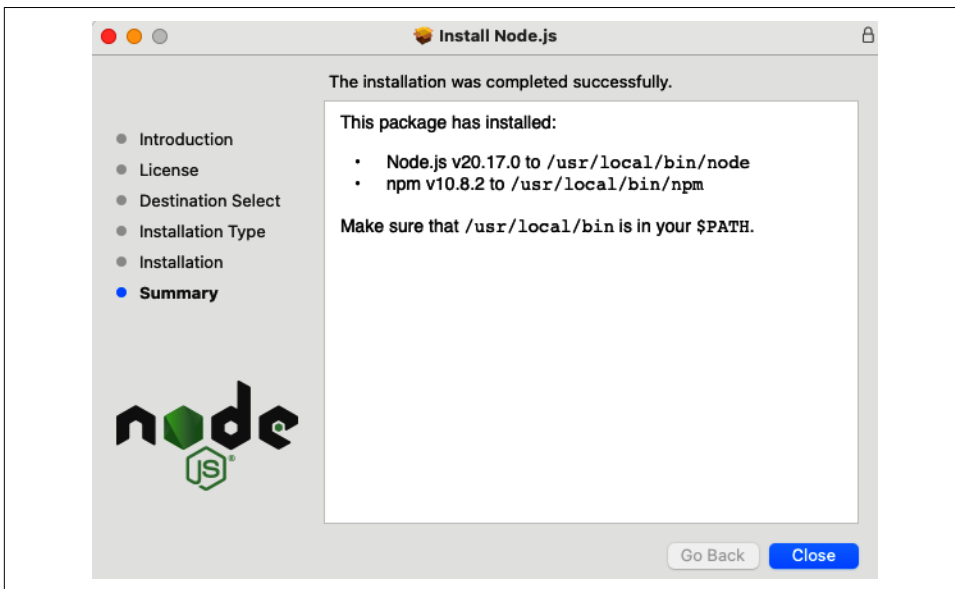 Install Node.js
The installation was completed successfully.
Introduction
License
Destination Select
Installation Type
Installation
Summary
This package has installed:
• Node.js v20.17.0 to /usr/local/bin/node
• npm v10.8.2 to /usr/local/bin/npm
Make sure that /usr/local/bin is in your $PATH.
node
JS®
Go Back
Close